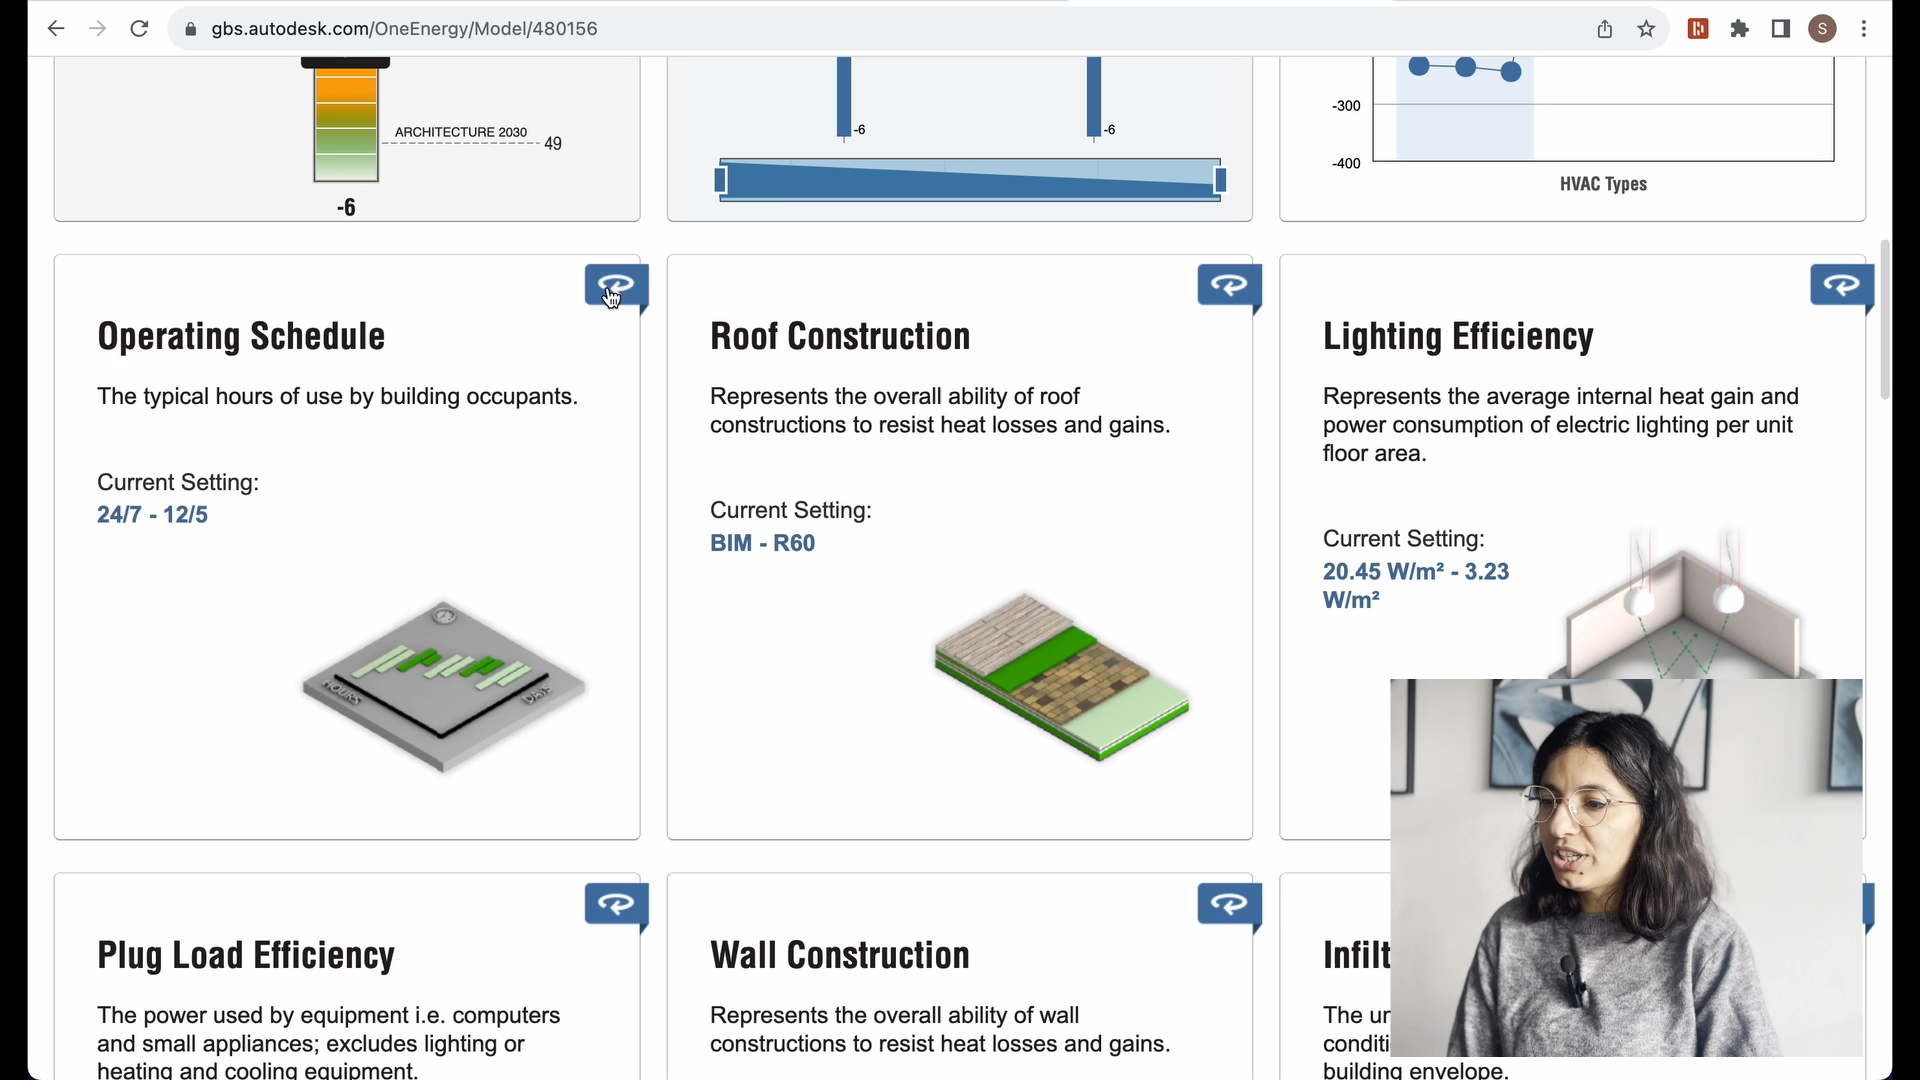 gbs.autodesk.com/OneEnergy/Model/480156
S
ARCHITECTURE 2030
49
-6
-6
-6
-300
-400
HVAC Types
Operating Schedule
The typical hours of use by building occupants.
Current Setting:
24/7 - 12/5
HOURS
DAYS
Roof Construction
Represents the overall ability of roof
constructions to resist heat losses and gains.
Current Setting:
BIM - R60
Lighting Efficiency
Represents the average internal heat gain and
power consumption of electric lighting per unit
floor area.
Current Setting:
20.45 W/m² - 3.23
W/m²
Plug Load Efficiency
The power used by equipment i.e. computers
and small appliances; excludes lighting or
heating and cooling equipment.
Wall Construction
Represents the overall ability of wall
constructions to resist heat losses and gains.
Infilt
The ur
conditi
building envelope.